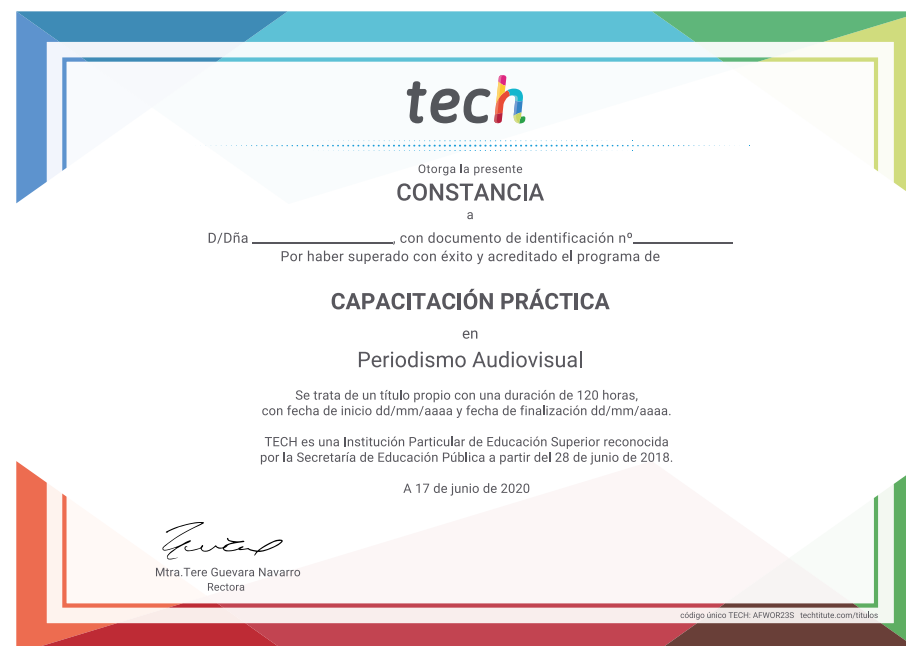 tech
Otorga la presente
CONSTANCIA
a
D/Dña ____________________, con documento de identificación nº______________
Por haber superado con éxito y acreditado el programa de
CAPACITACIÓN PRÁCTICA
en
Periodismo Audiovisual
Se trata de un título propio con una duración de 120 horas,
con fecha de inicio dd/mm/aaaa y fecha de finalización dd/mm/aaaa.
TECH es una Institución Particular de Educación Superior reconocida
por la Secretaría de Educación Pública a partir del 28 de junio de 2018.
A 17 de junio de 2020
Mtra.Tere Guevara Navarro
Rectora
código único TECH: AFWOR23S techtitute.com/titulos